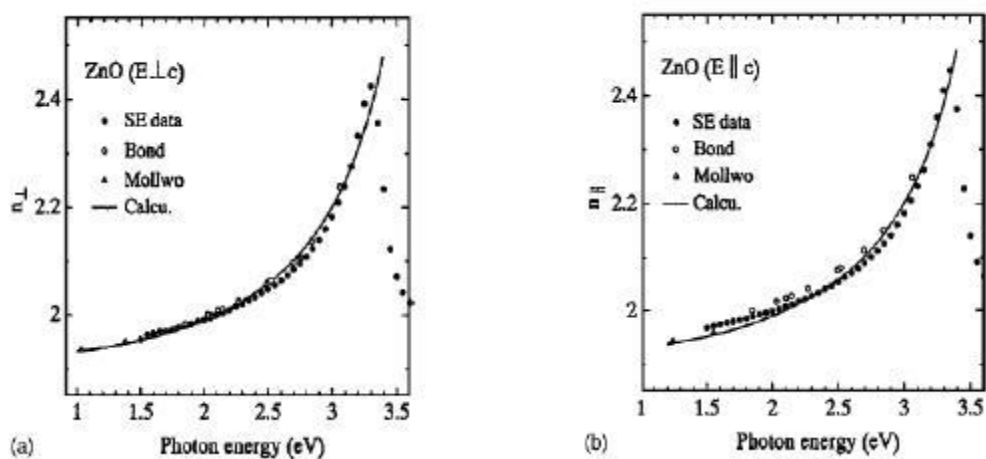 ZnO (E⊥c)
SE data
Bond
Mollwo
Calcu.
n⊥
2.4
2.2
2
1 1.5 2 2.5 3 3.5
Photon energy (eV)
(a)
ZnO (E || c)
SE data
Bond
Mollwo
Calcu.
n||
2.4
2.2
2
1 1.5 2 2.5 3 3.5
Photon energy (eV)
(b)